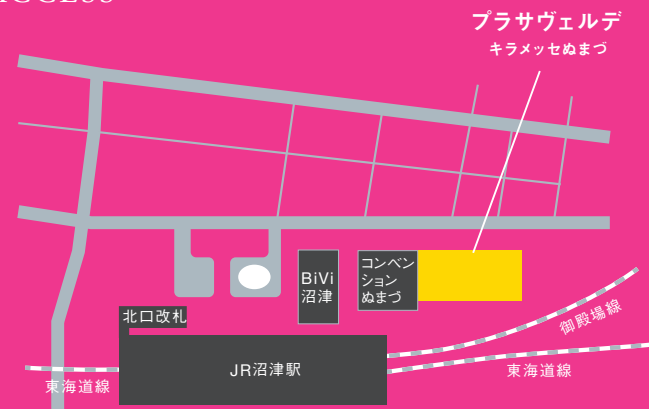 ACCESS
プラサヴェルデ
キラメッセぬまづ
BiVi
沼津
コンベン
ション
ぬまづ
北口改札
御殿場線
JR沼津駅
東海道線
東海道線